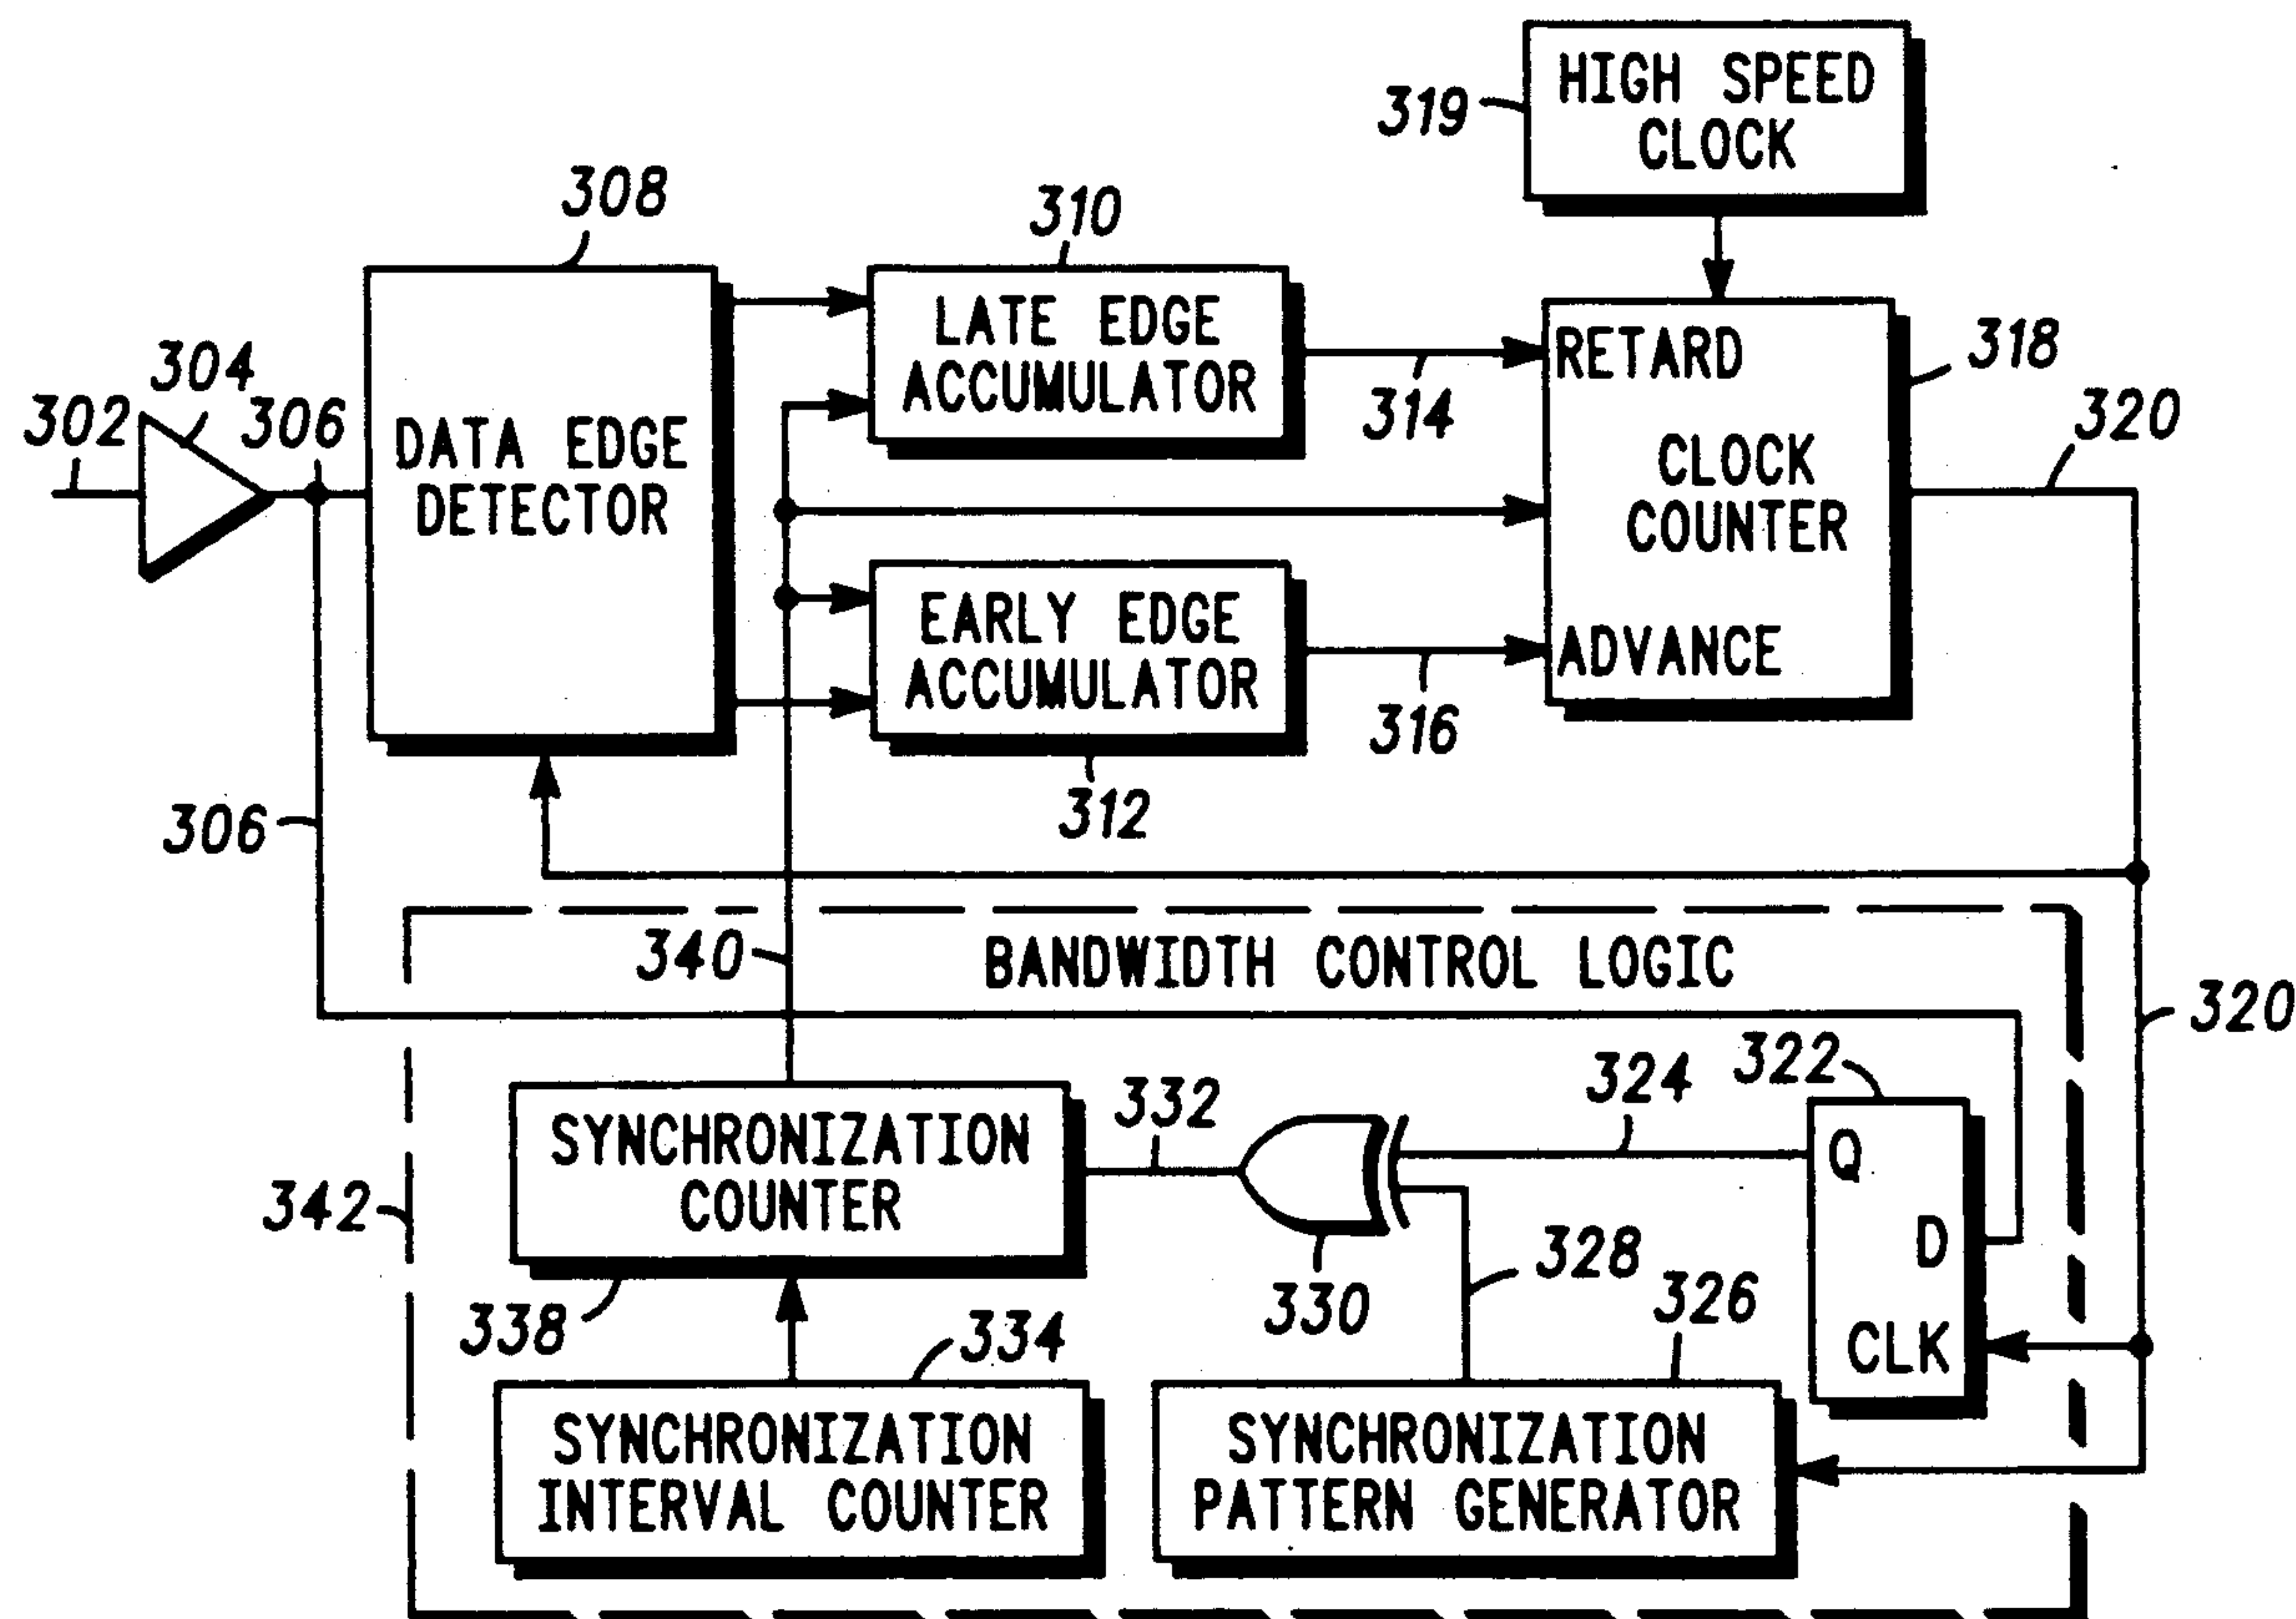 HIGH SPEED
CLOCK
319
308
310
304
302
306
DATA EDGE
DETECTOR
LATE EDGE
ACCUMULATOR
314
RETARD
318
CLOCK
COUNTER
320
EARLY EDGE
ACCUMULATOR
ADVANCE
316
312
306
340
BANDWIDTH CONTROL LOGIC
320
332
324
322
SYNCHRONIZATION
COUNTER
Q
D
CLK
342
338
334
330
328
326
SYNCHRONIZATION
INTERVAL COUNTER
SYNCHRONIZATION
PATTERN GENERATOR